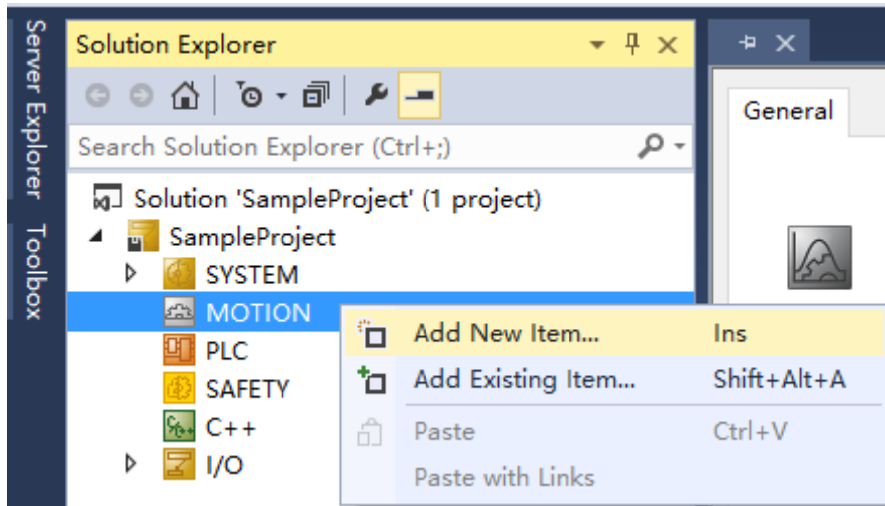 Server Explorer
Toolbox
Solution Explorer
Search Solution Explorer (Ctrl+;)
Solution 'SampleProject' (1 project)
SampleProject
SYSTEM
MOTION
PLC
SAFETY
C++
I/O
Add New Item... Ins
Add Existing Item... Shift+Alt+A
Paste Ctrl+V
Paste with Links
General